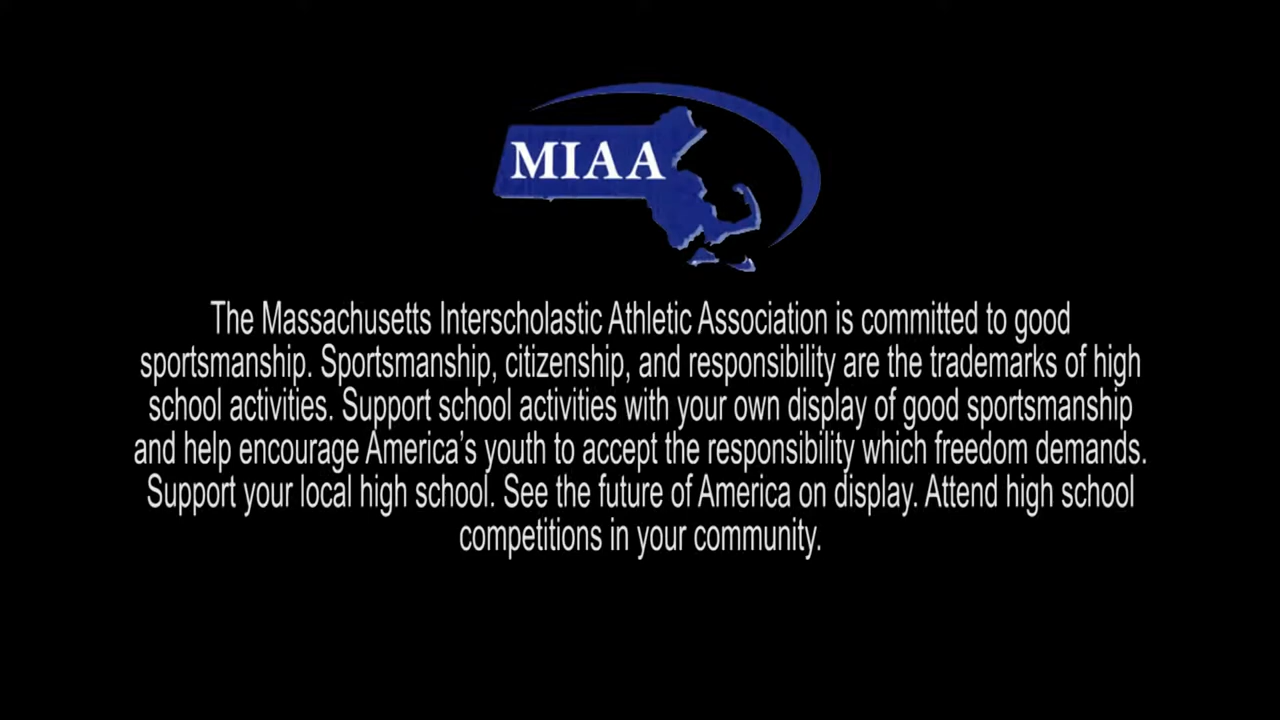 MIAA
The Massachusetts Interscholastic Athletic Association is committed to good
sportsmanship. Sportsmanship, citizenship, and responsibility are the trademarks of high
school activities. Support school activities with your own display of good sportsmanship
and help encourage America's youth to accept the responsibility which freedom demands.
Support your local high school. See the future of America on display. Attend high school
competitions in your community.